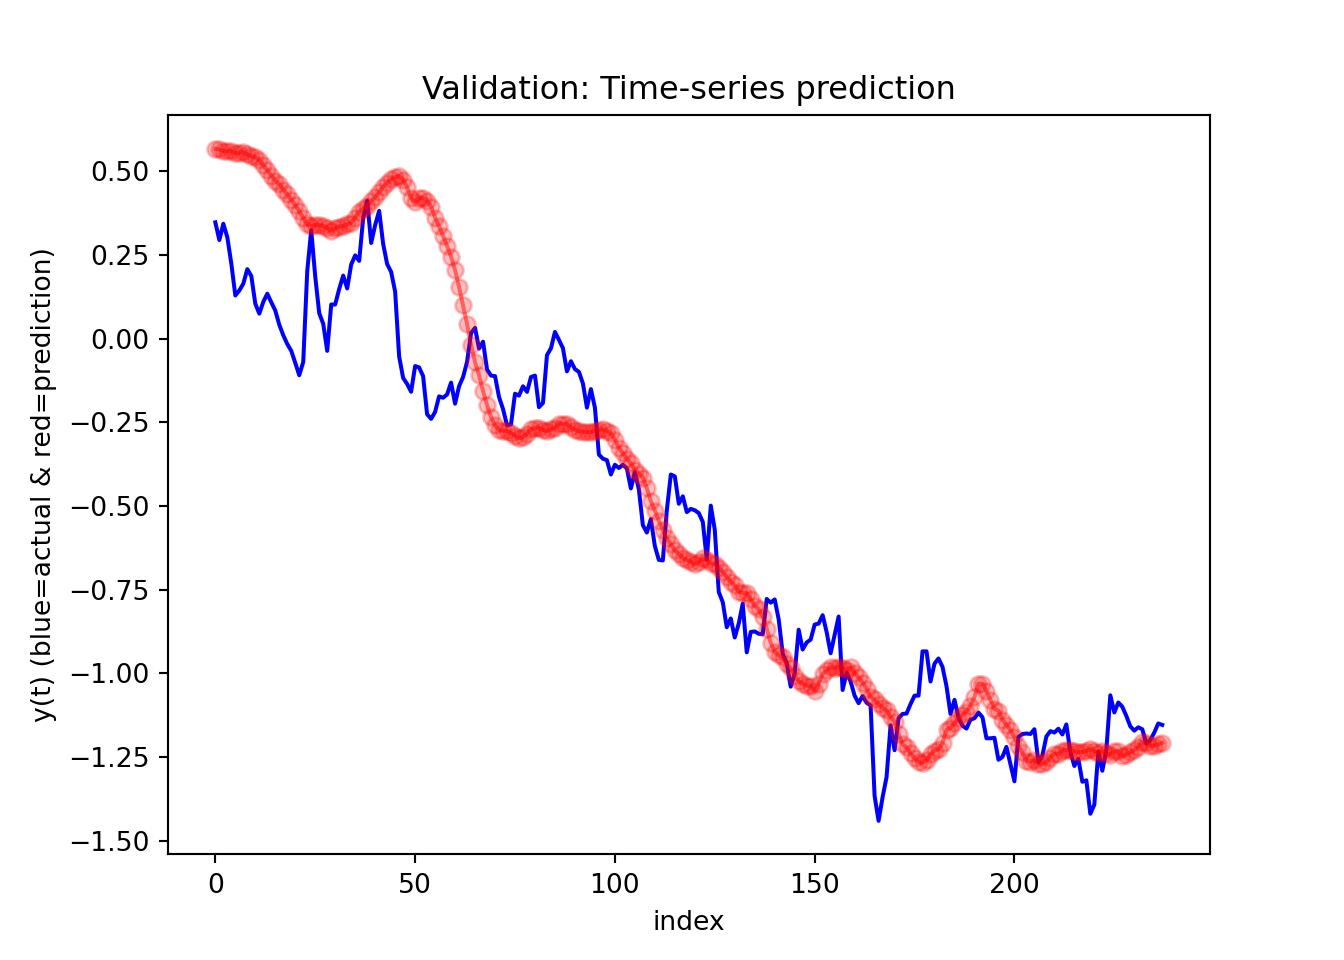 Validation: Time-series prediction
y(t) (blue=actual & red=prediction)
0.50
0.25
0.00
−0.25
−0.50
−0.75
−1.00
−1.25
−1.50
0 50 100 150 200
index